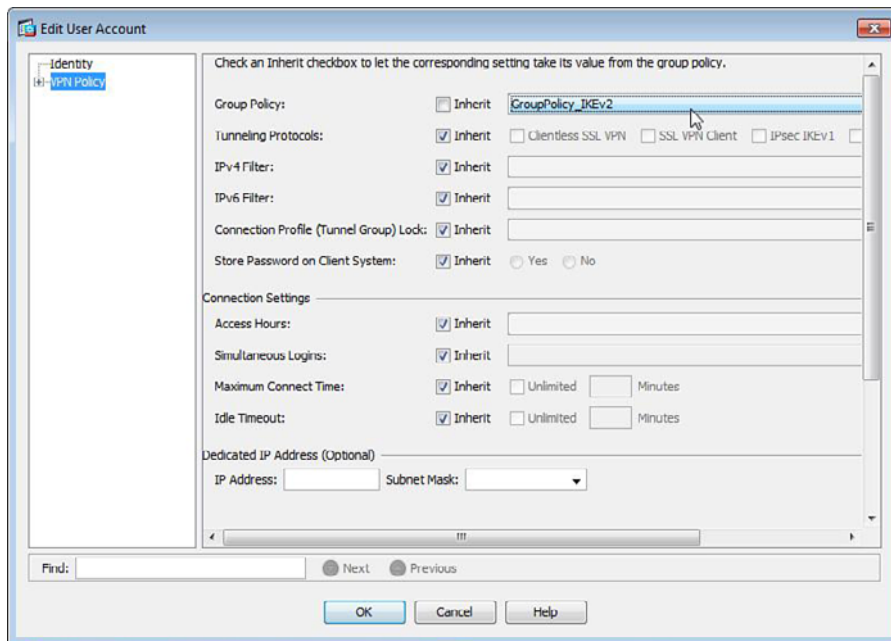 Edit User Account
Identity
VPN Policy
Check an Inherit checkbox to let the corresponding setting take its value from the group policy.
Group Policy: Inherit GroupPolicy_IKEv2
Tunneling Protocols: Inherit Clientless SSL VPN SSL VPN Client IPsec IKEv1
IPv4 Filter: Inherit
IPv6 Filter: Inherit
Connection Profile (Tunnel Group) Lock: Inherit
Store Password on Client System: Inherit Yes No
Connection Settings
Access Hours: Inherit
Simultaneous Logins: Inherit
Maximum Connect Time: Inherit Unlimited Minutes
Idle Timeout: Inherit Unlimited Minutes
Dedicated IP Address (Optional)
IP Address: Subnet Mask:
Find: Next Previous
OK Cancel Help